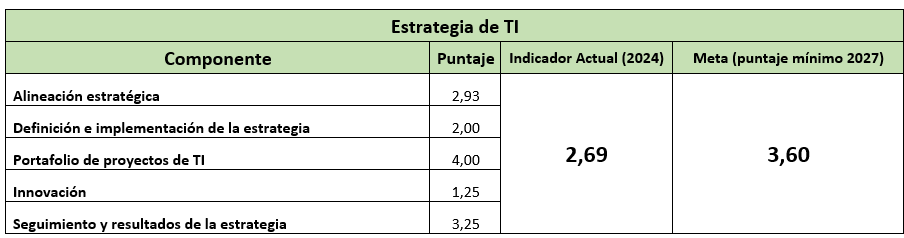 Estrategia de TI
Componente Puntaje Indicador Actual (2024) Meta (puntaje mínimo 2027)
Alineación estratégica 2,93
Definición e implementación de la estrategia 2,00
Portafolio de proyectos de TI 4,00
2,69 3,60
Innovación 1,25
Seguimiento y resultados de la estrategia 3,25